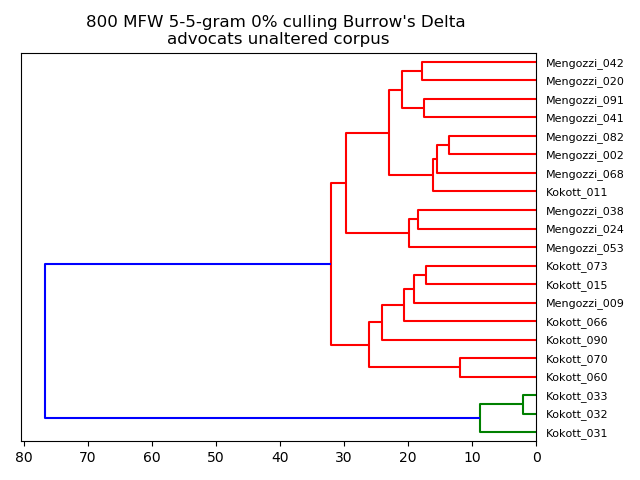 800 MFW 5-5-gram 0% culling Burrow's Delta
advocats unaltered corpus
Mengozzi_042
Mengozzi_020
Mengozzi_091
Mengozzi_041
Mengozzi_082
Mengozzi_002
Mengozzi_068
Kokott_011
Mengozzi_038
Mengozzi_024
Mengozzi_053
Kokott_073
Kokott_015
Mengozzi_009
Kokott_066
Kokott_090
Kokott_070
Kokott_060
Kokott_033
Kokott_032
Kokott_031
80 70 60 50 40 30 20 10 0